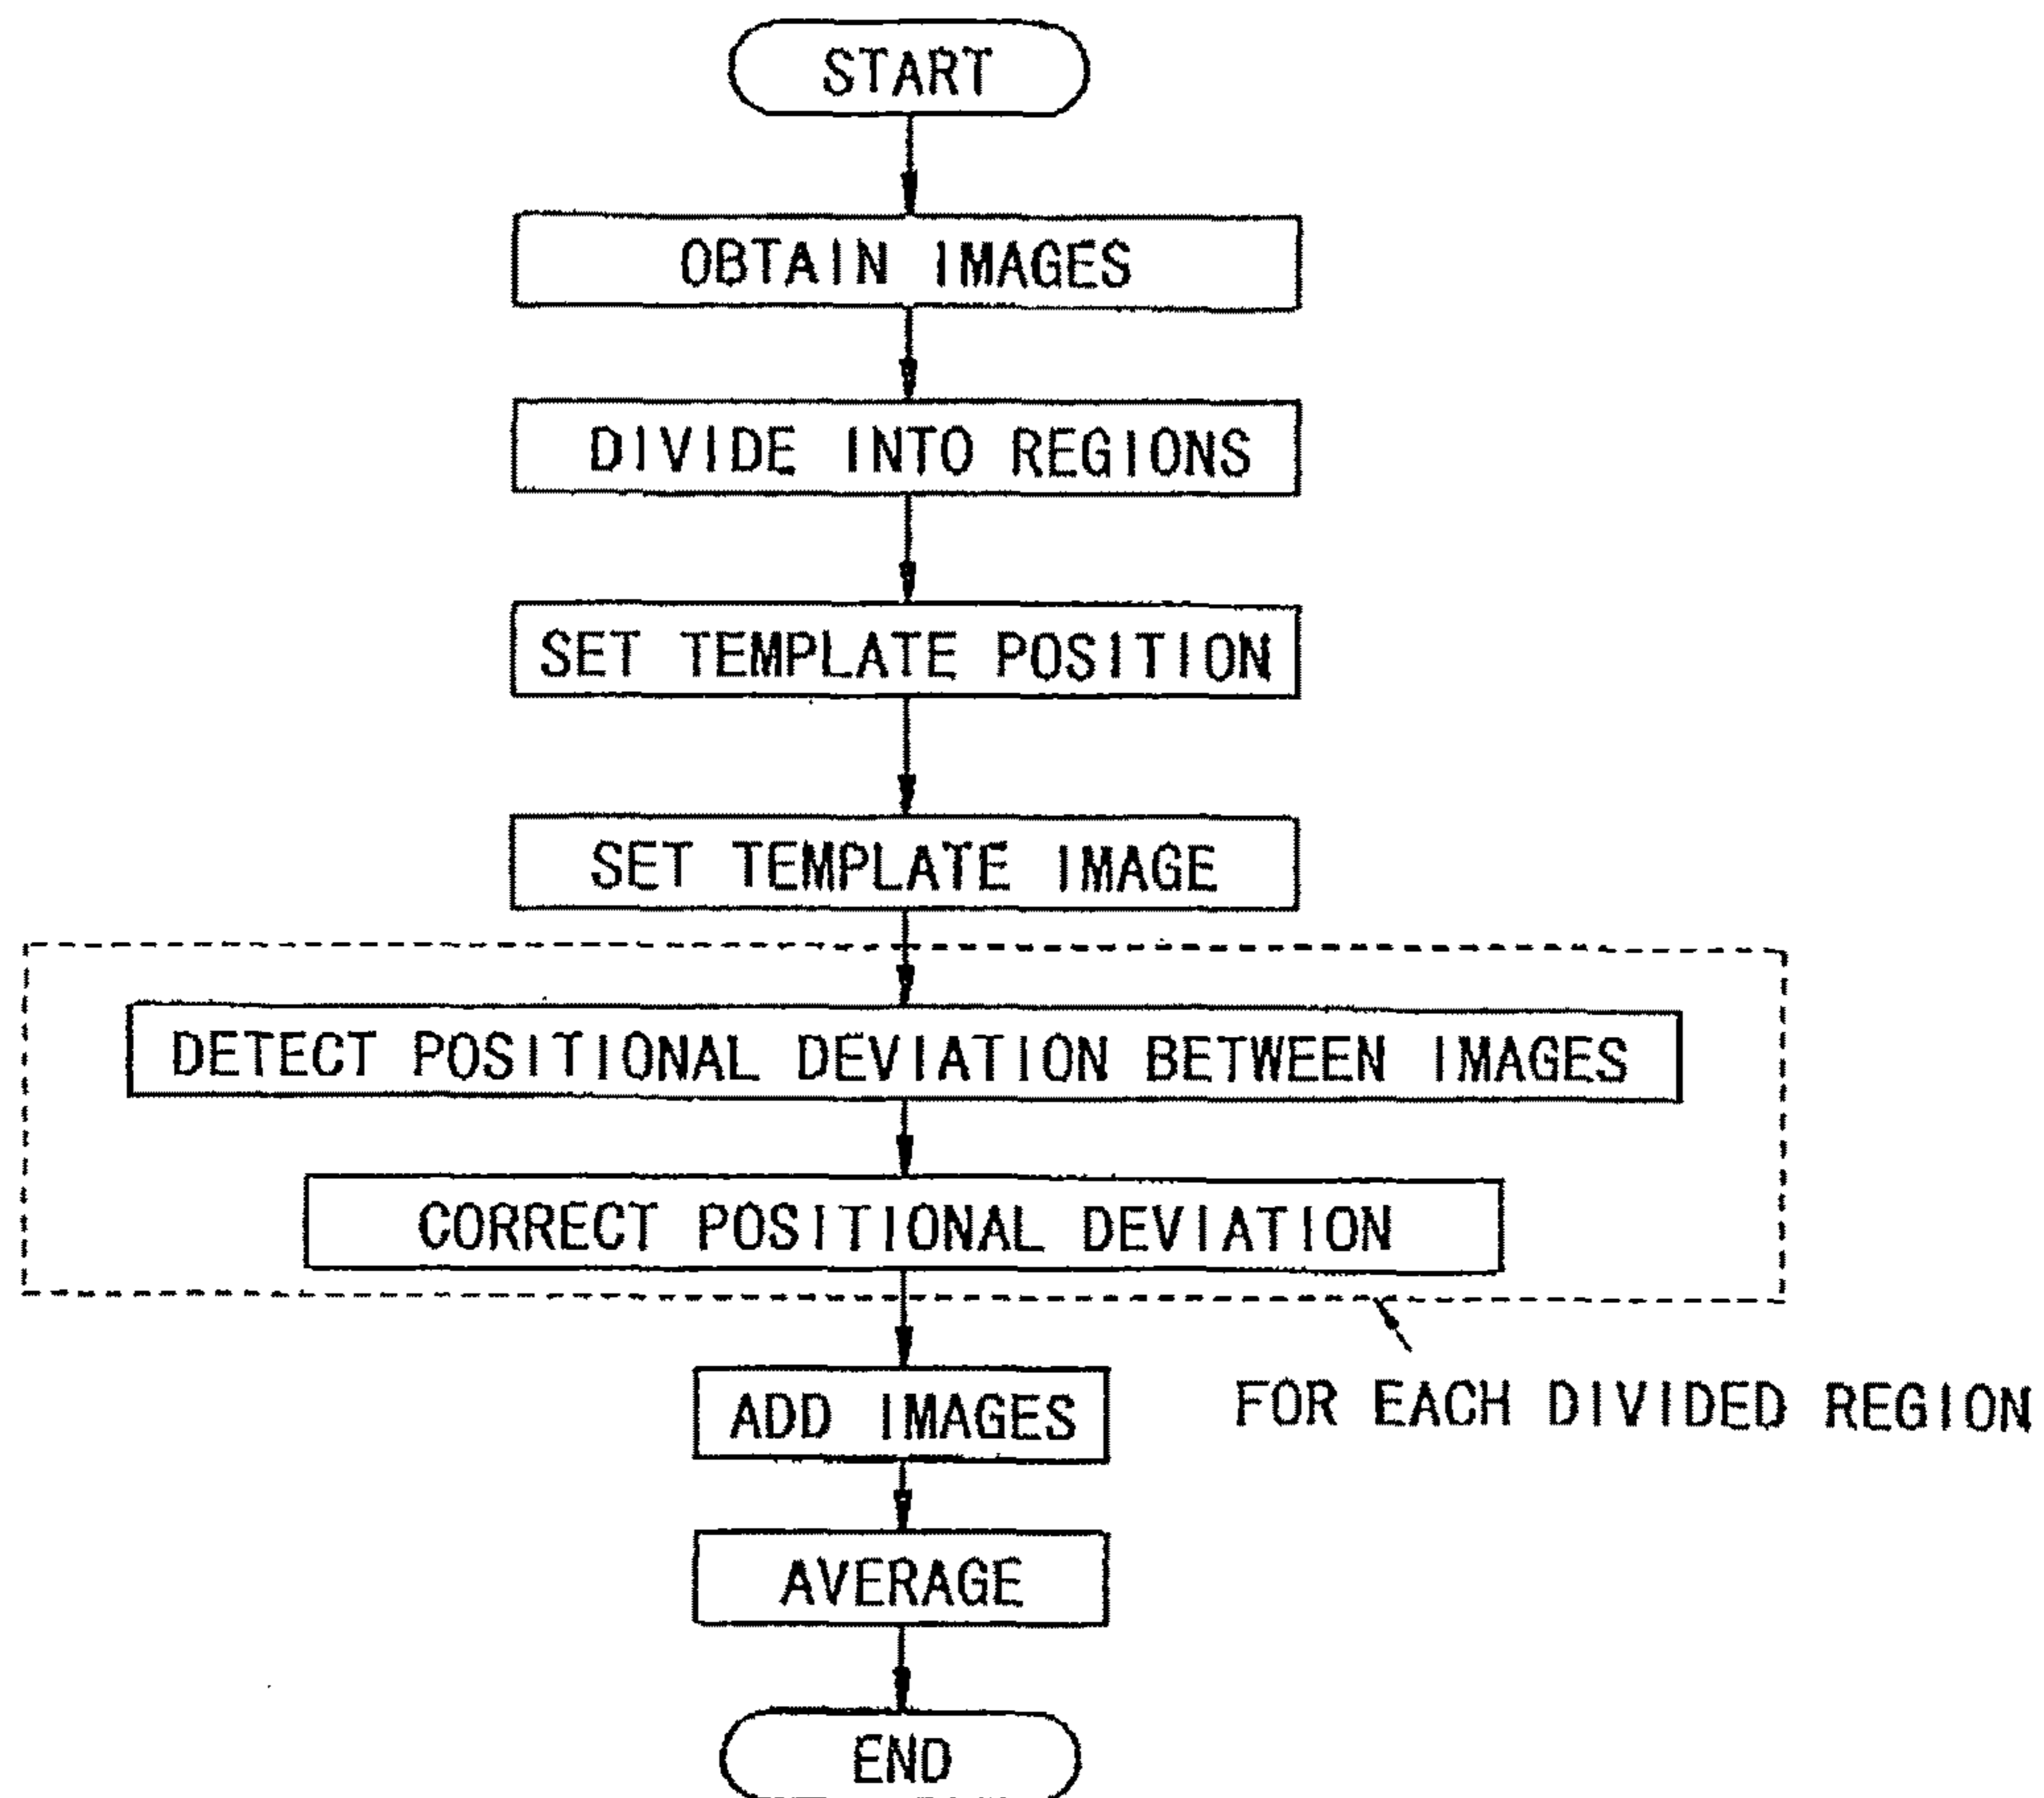 START
OBTAIN IMAGES
DIVIDE INTO REGIONS
SET TEMPLATE POSITION
SET TEMPLATE IMAGE
DETECT POSITIONAL DEVIATION BETWEEN IMAGES
CORRECT POSITIONAL DEVIATION
ADD IMAGES
FOR EACH DIVIDED REGION
AVERAGE
END